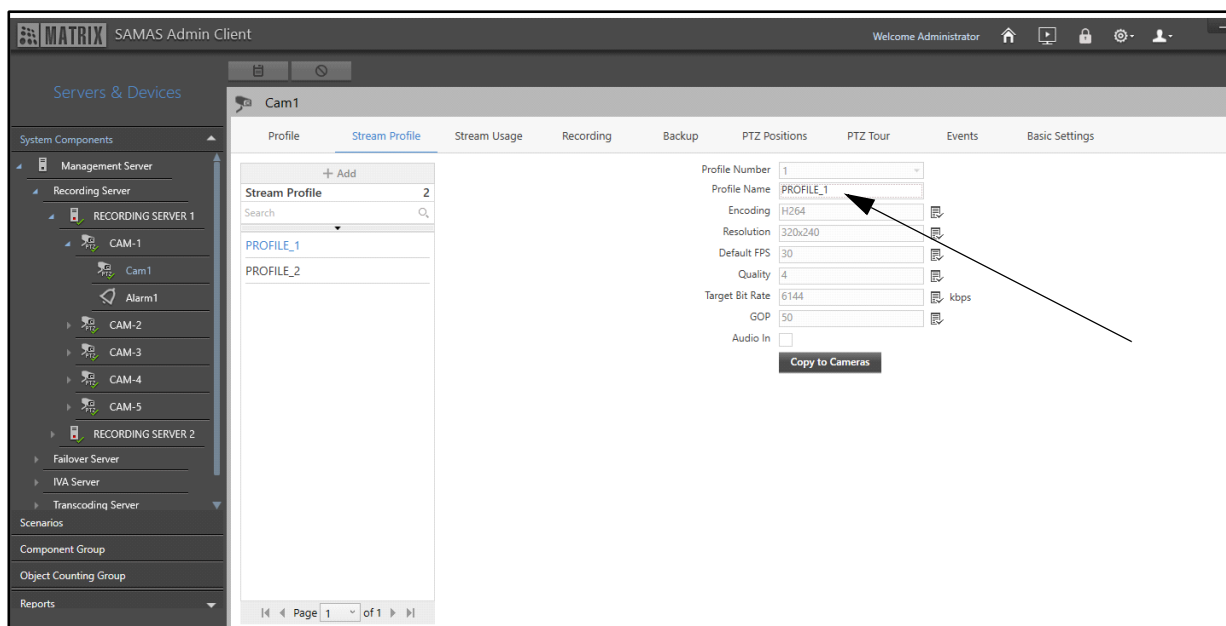 MATRIX SAMAS Admin Client Welcome Administrator
Servers & Devices
Cam1
System Components
Management Server
Recording Server
RECORDING SERVER 1
CAM-1
Cam1
Alarm1
CAM-2
CAM-3
CAM-4
CAM-5
RECORDING SERVER 2
Failover Server
IVA Server
Transcoding Server
Scenarios
Component Group
Object Counting Group
Reports
Profile Stream Profile Stream Usage Recording Backup PTZ Positions PTZ Tour Events Basic Settings
+ Add
Stream Profile 2
Search
PROFILE_1
PROFILE_2
Page 1 of 1
Profile Number 1
Profile Name PROFILE_1
Encoding H264
Resolution 320x240
Default FPS 30
Quality 4
Target Bit Rate 6144 kbps
GOP 50
Audio In
Copy to Cameras